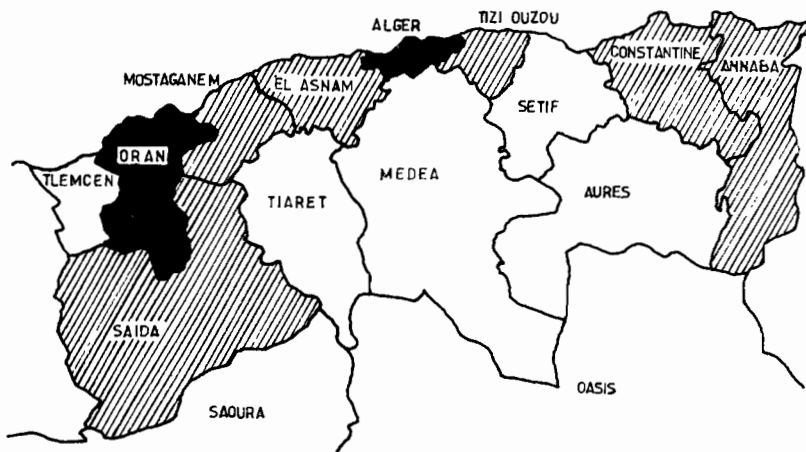 TIZI OUZOU
ALGER
CONSTANTINE
ANNABA
MOSTAGANEM
EL ASNAM
SETIF
ORAN
TLEMCEN
MEDEA
TIARET
AURES
SAIDA
OASIS
SAOURA